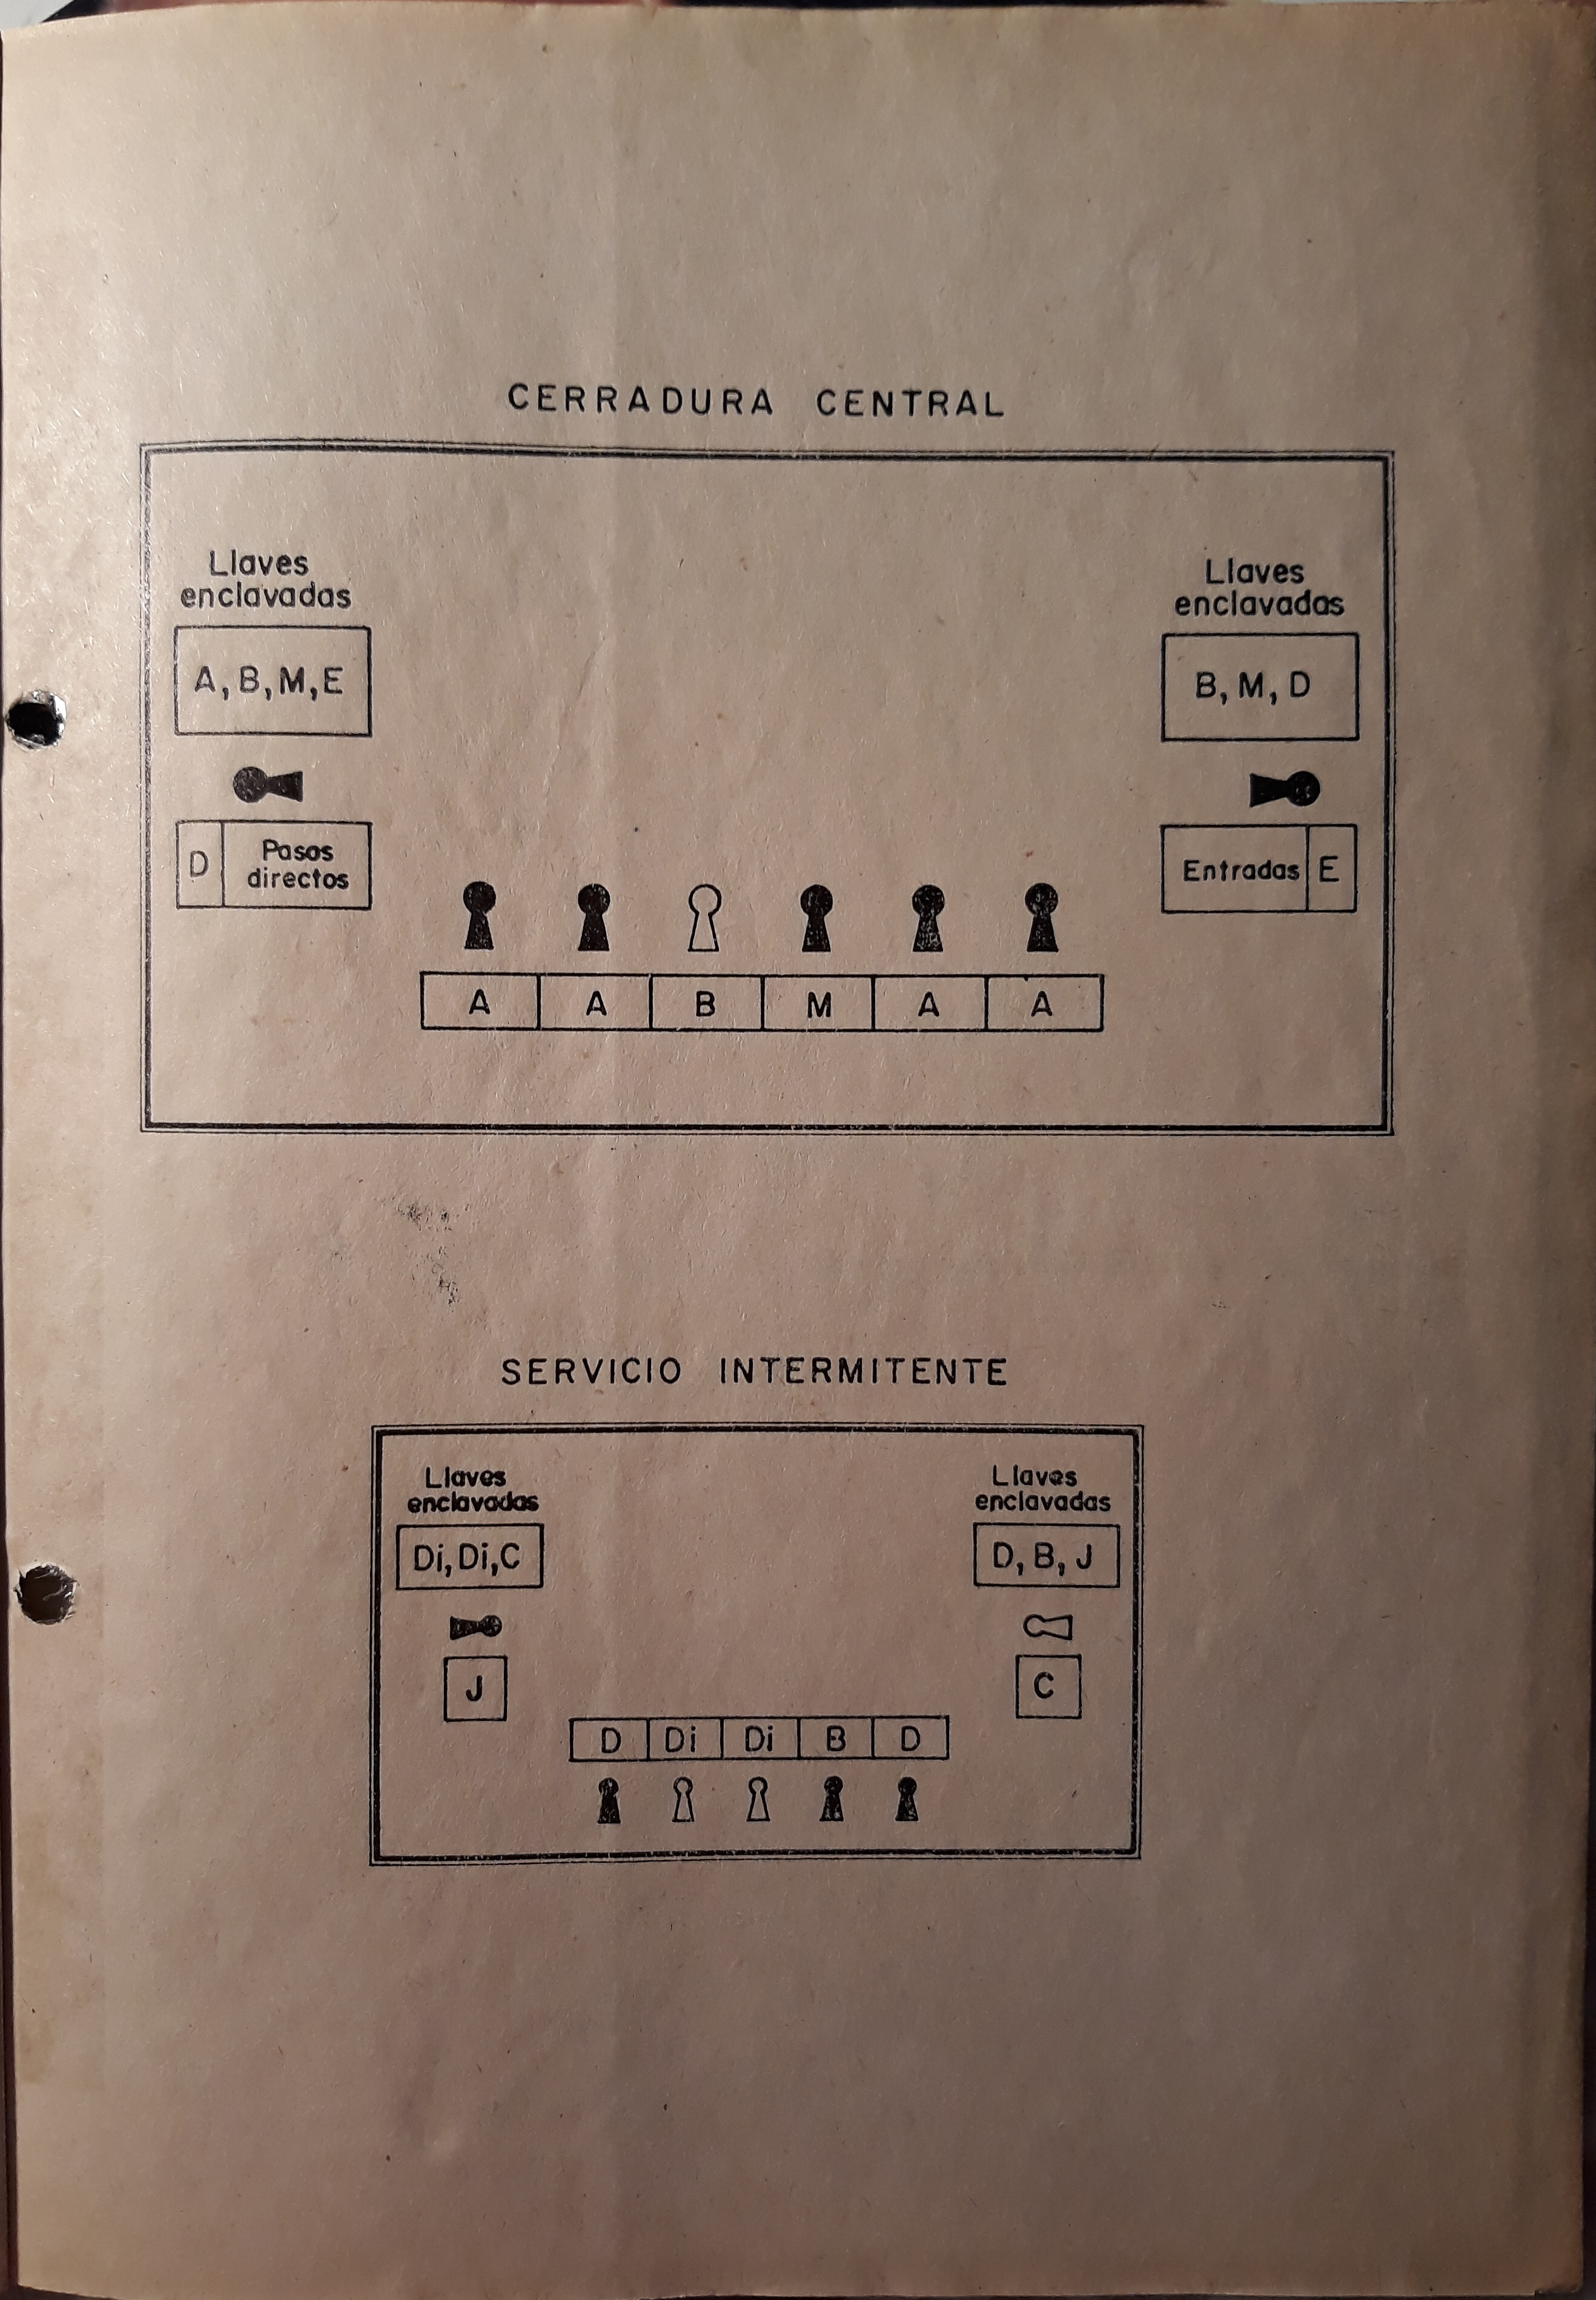 CERRADURA CENTRAL
Llaves
enclavadas
A, B, M, E
D
Pasos
directos
Llaves
enclavadas
B, M, D
Entradas E
A A B M A A
SERVICIO INTERMITENTE
Llaves
enclavadas
Di, Di, C
J
Llaves
enclavadas
D, B, J
C
D Di Di B D